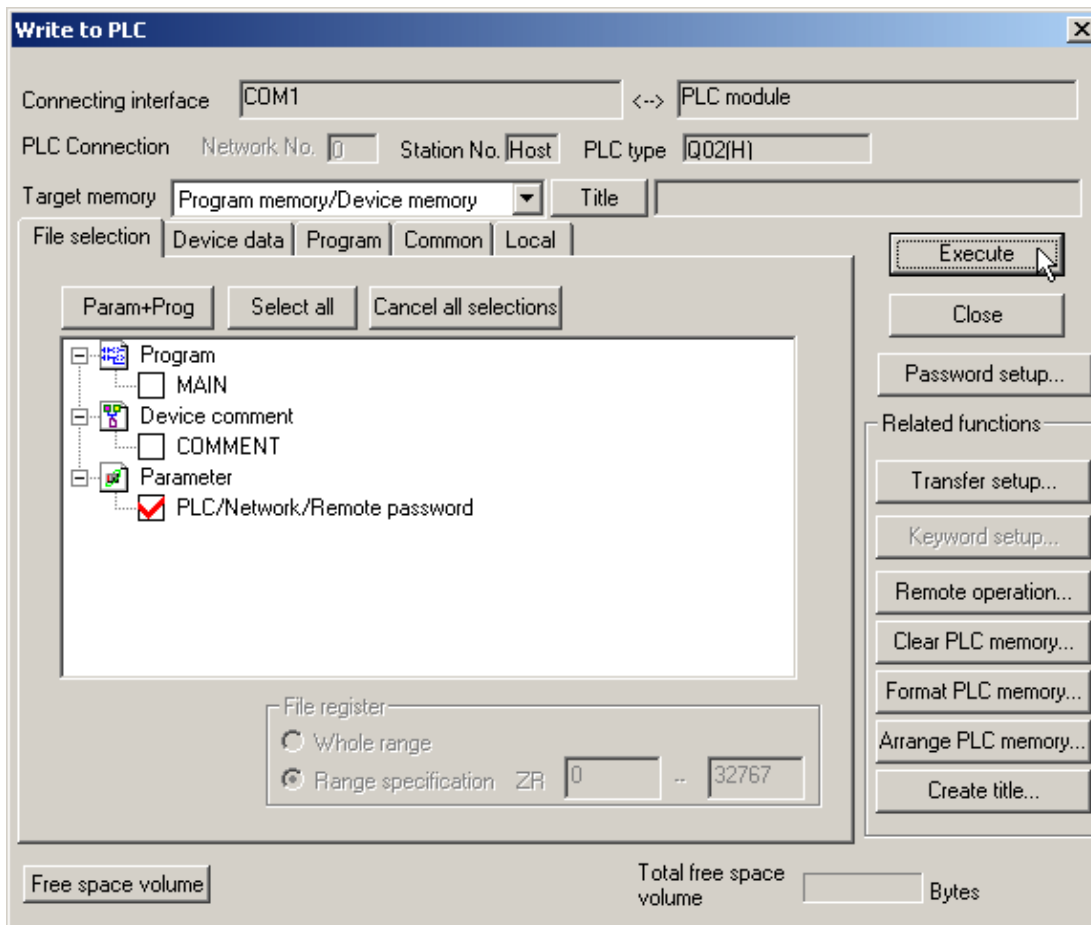 Write to PLC
Connecting interface COM1 <--> PLC module
PLC Connection Network No. 0 Station No. Host PLC type Q02(H)
Target memory Program memory/Device memory Title
File selection Device data Program Common Local
Execute
Param+Prog Select all Cancel all selections
Close
Program
MAIN
Password setup...
Device comment
Related functions
COMMENT
Parameter
Transfer setup...
PLC/Network/Remote password
Keyword setup...
Remote operation...
Clear PLC memory...
Format PLC memory...
File register
Whole range
Arrange PLC memory...
Range specification ZR 0 -- 32767
Create title...
Free space volume
Total free space
volume Bytes